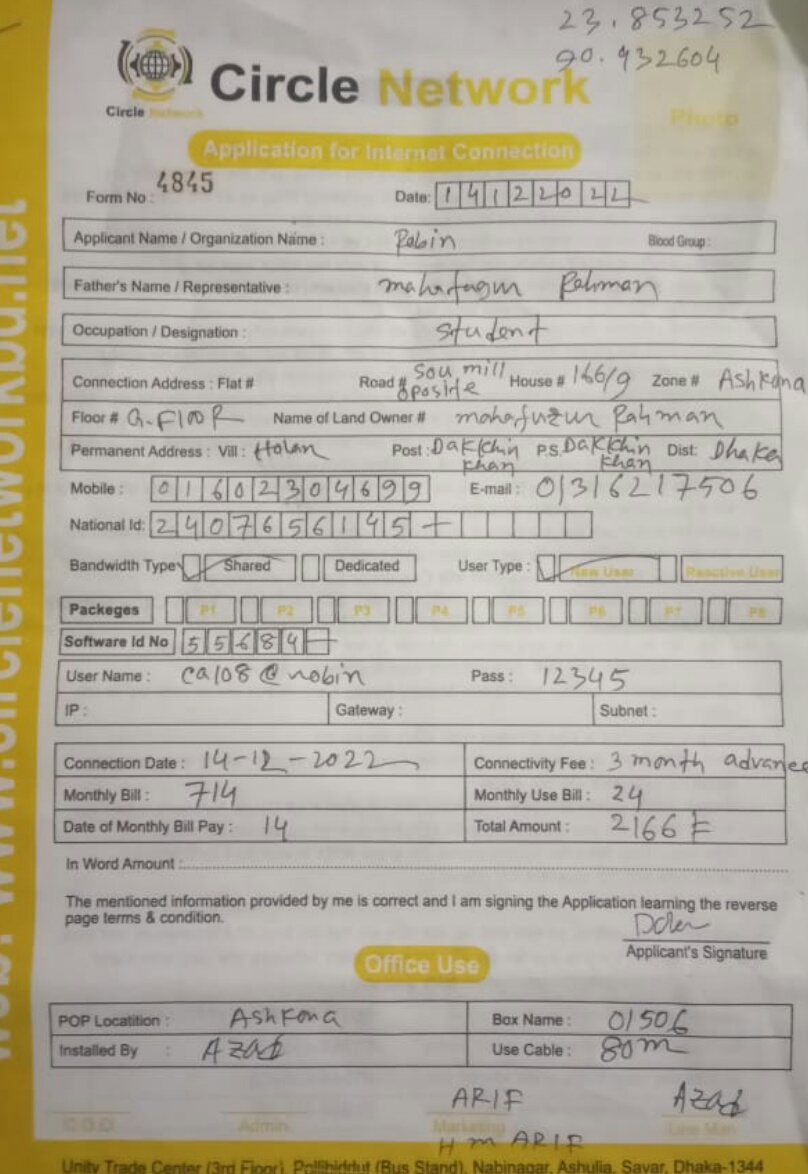 23.853252
90.432604
Circle Network
Circle Network
Photo
Application for Internet Connection
Form No : 4845 Date: 14122022
Applicant Name / Organization Name : Robin Blood Group :
Father's Name / Representative : Rahman
Occupation / Designation : Student
Connection Address : Flat # Road # Sou mill oposide House # 166/9 Zone # Ashkona
Floor # G-FlooR Name of Land Owner # mohafuzur Rahman
Permanent Address : Vill : Holan Post : Dakkhin khan P.S. Dakkhin khan Dist: Dhaka
Mobile : 01602304699 E-mail : 01316217506
National Id: 2407656145
Bandwidth Type Shared Dedicated User Type : New User Reactive User
Packeges P1 P2 P3 P4 P5 P6 P7 P8
Software Id No 55684
User Name : ca108@nobin Pass : 12345
IP : Gateway : Subnet :
Connection Date : 14-12-2022 Connectivity Fee : 3 month advance
Monthly Bill : 714 Monthly Use Bill : 24
Date of Monthly Bill Pay : 14 Total Amount : 2166
In Word Amount :
The mentioned information provided by me is correct and I am signing the Application learning the reverse
page terms & condition.
Applicant's Signature
Office Use
POP Locatition : Ashkona Box Name : 01506
Installed By : Azad Use Cable : 80m
ARIF Azad
C.O.O Admin Marketing Line Man
H m ARIF
Unity Trade Center (3rd Floor), Pollibiddut (Bus Stand), Nabinagar, Ashulia, Savar, Dhaka-1344
web: www.circlenetworkbd.net